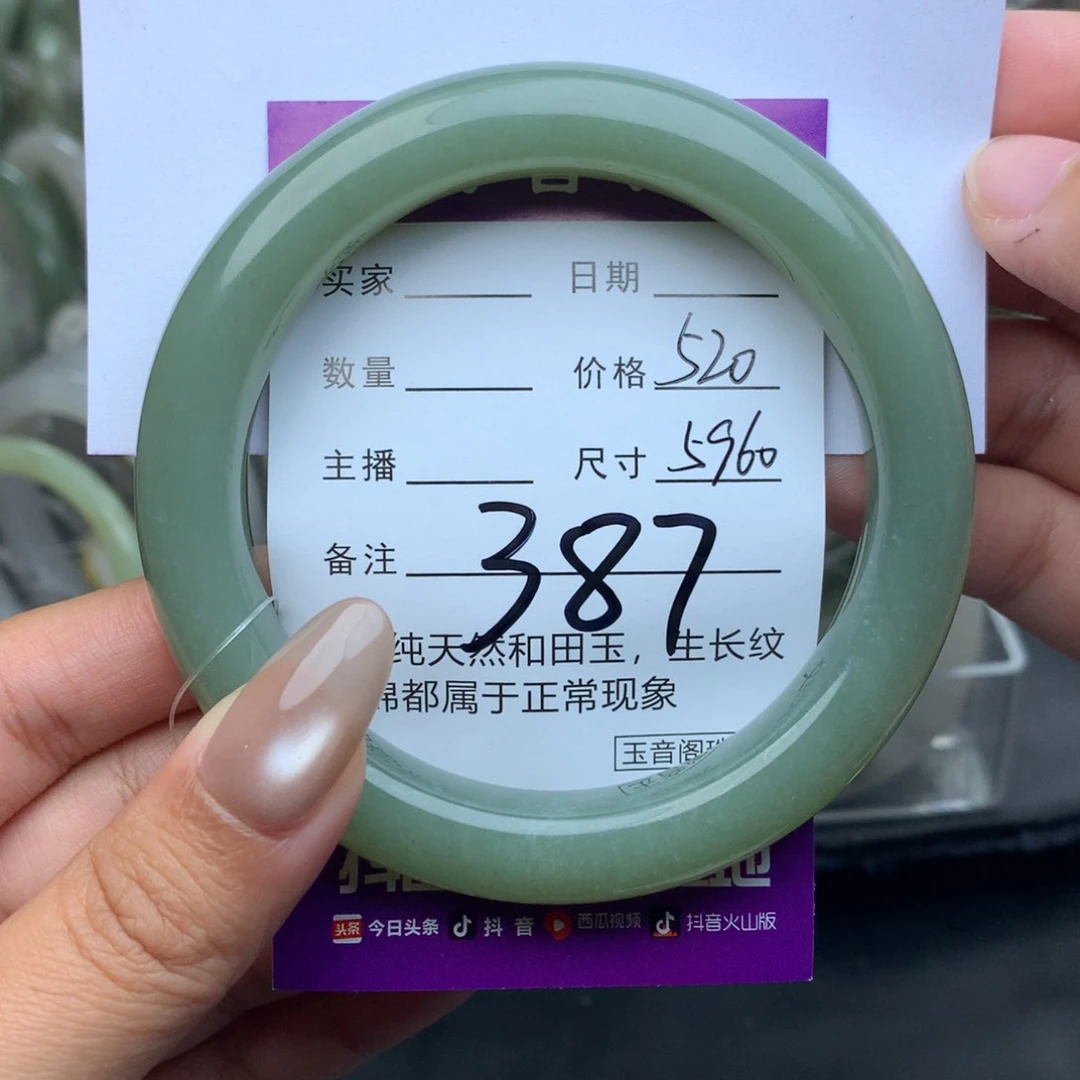 买家 日期
数量 价格 520
主播 尺寸 5960
备注 387
纯天然和田玉，生长纹
棉都属于正常现象
玉音阁
头条 今日头条 抖音 西瓜视频 抖音火山版